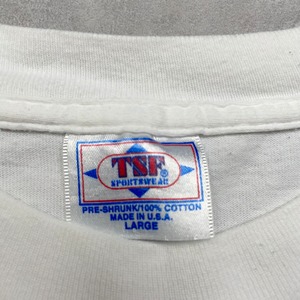 TSF®
SPORTSWEAR
PRE-SHRUNK/100% COTTON
MADE IN U.S.A.
LARGE